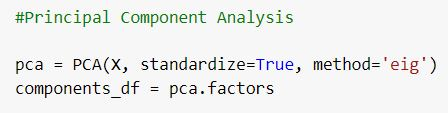 #Principal Component Analysis
pca = PCA(X, standardize=True, method='eig')
components_df = pca.factors